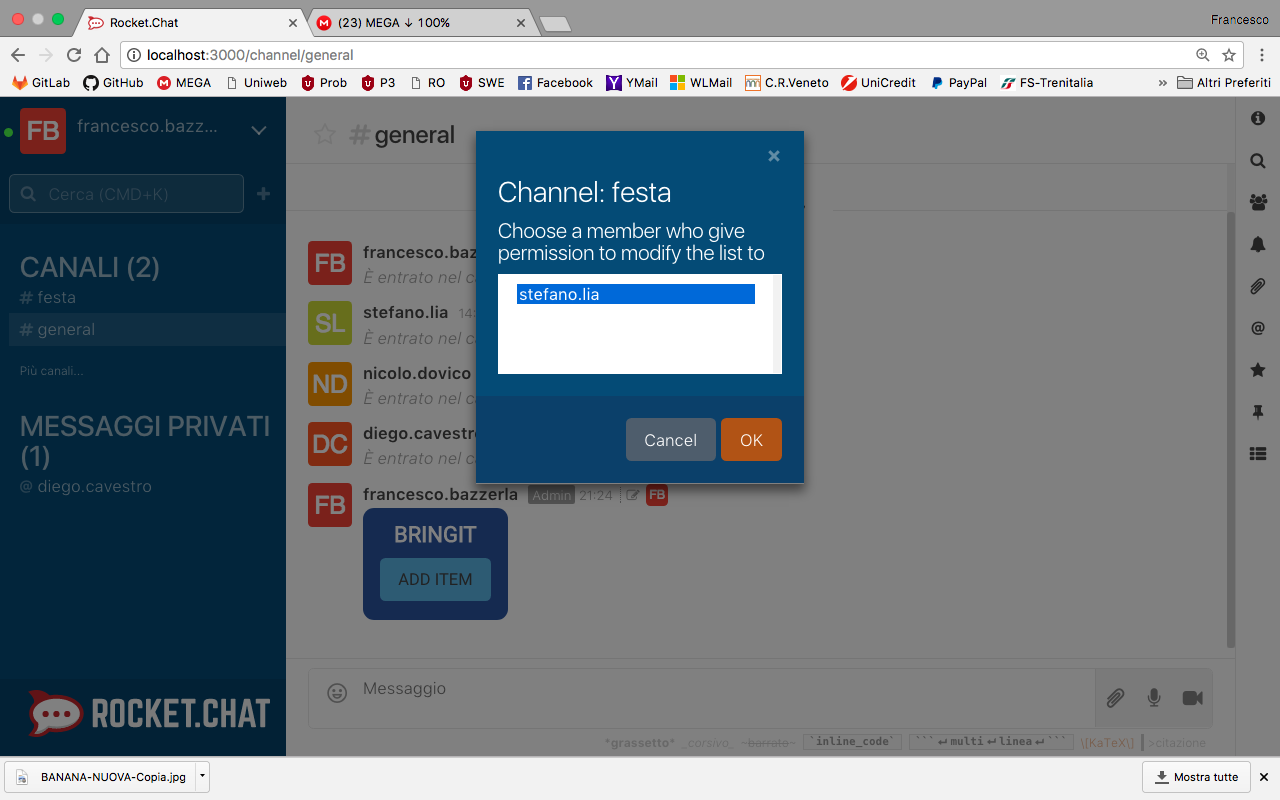 Rocket.Chat
(23) MEGA ↓ 100%
Francesco
localhost:3000/channel/general
GitLab GitHub MEGA Uniweb Prob P3 RO SWE Facebook YMail WLMail C.R.Veneto UniCredit PayPal FS-Trenitalia » Altri Preferiti
FB francesco.bazz...
Cerca (CMD+K)
CANALI (2)
# festa
# general
Più canali...
MESSAGGI PRIVATI
(1)
@ diego.cavestro
ROCKET.CHAT
# general
FB francesco.baz
È entrato nel c
SL stefano.lia 14:
È entrato nel c
ND nicolo.dovico
È entrato nel c
DC diego.cavestro
È entrato nel c
FB francesco.bazzerla Admin 21:24 FB
BRINGIT
ADD ITEM
Channel: festa
Choose a member who give
permission to modify the list to
stefano.lia
Cancel OK
Messaggio
*grassetto* _corsivo_ ~barrato~ `inline_code` ```↵multi↵linea↵``` \[KaTeX\] >citazione
BANANA-NUOVA-Copia.jpg
Mostra tutte